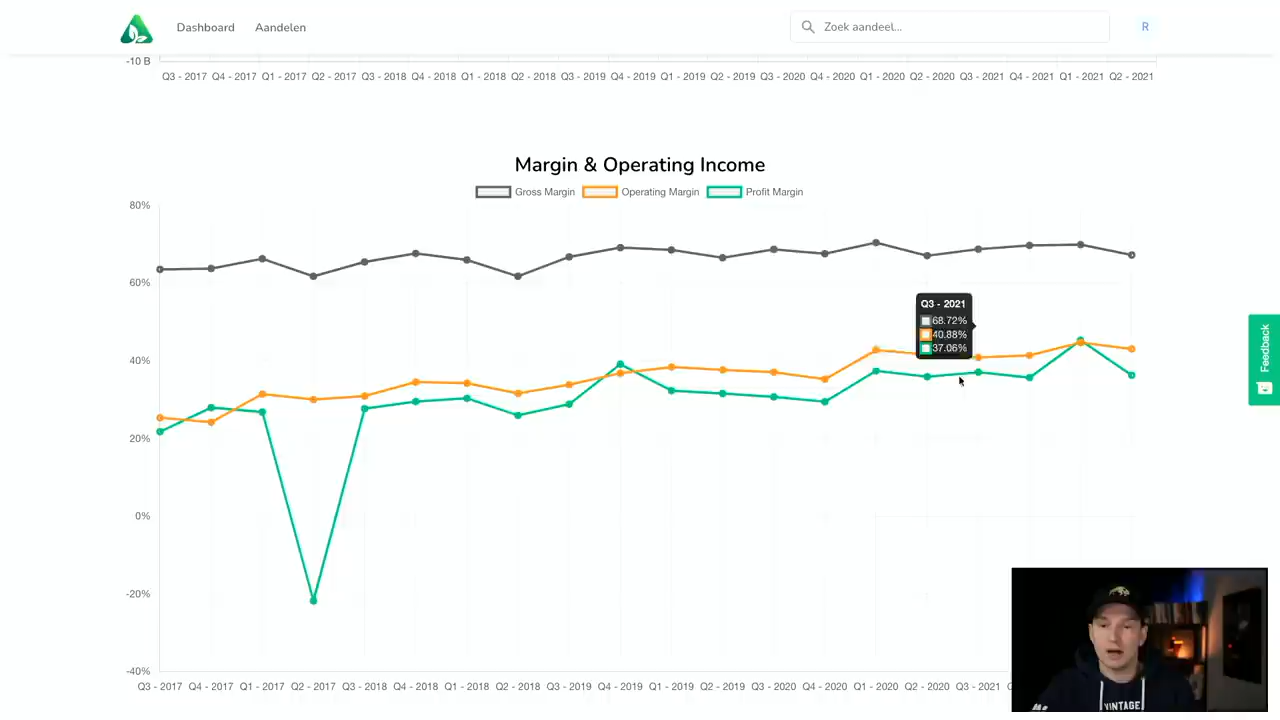 Dashboard Aandelen Zoek aandeel... R
-10 B
Q3 - 2017 Q4 - 2017 Q1 - 2017 Q2 - 2017 Q3 - 2018 Q4 - 2018 Q1 - 2018 Q2 - 2018 Q3 - 2019 Q4 - 2019 Q1 - 2019 Q2 - 2019 Q3 - 2020 Q4 - 2020 Q1 - 2020 Q2 - 2020 Q3 - 2021 Q4 - 2021 Q1 - 2021 Q2 - 2021
Margin & Operating Income
Gross Margin Operating Margin Profit Margin
80%
60%
Q3 - 2021
68.72%
40.88%
37.06%
Feedback
40%
20%
0%
-20%
-40%
Q3 - 2017 Q4 - 2017 Q1 - 2017 Q2 - 2017 Q3 - 2018 Q4 - 2018 Q1 - 2018 Q2 - 2018 Q3 - 2019 Q4 - 2019 Q1 - 2019 Q2 - 2019 Q3 - 2020 Q4 - 2020 Q1 - 2020 Q2 - 2020 Q3 - 2021
VINTAGE